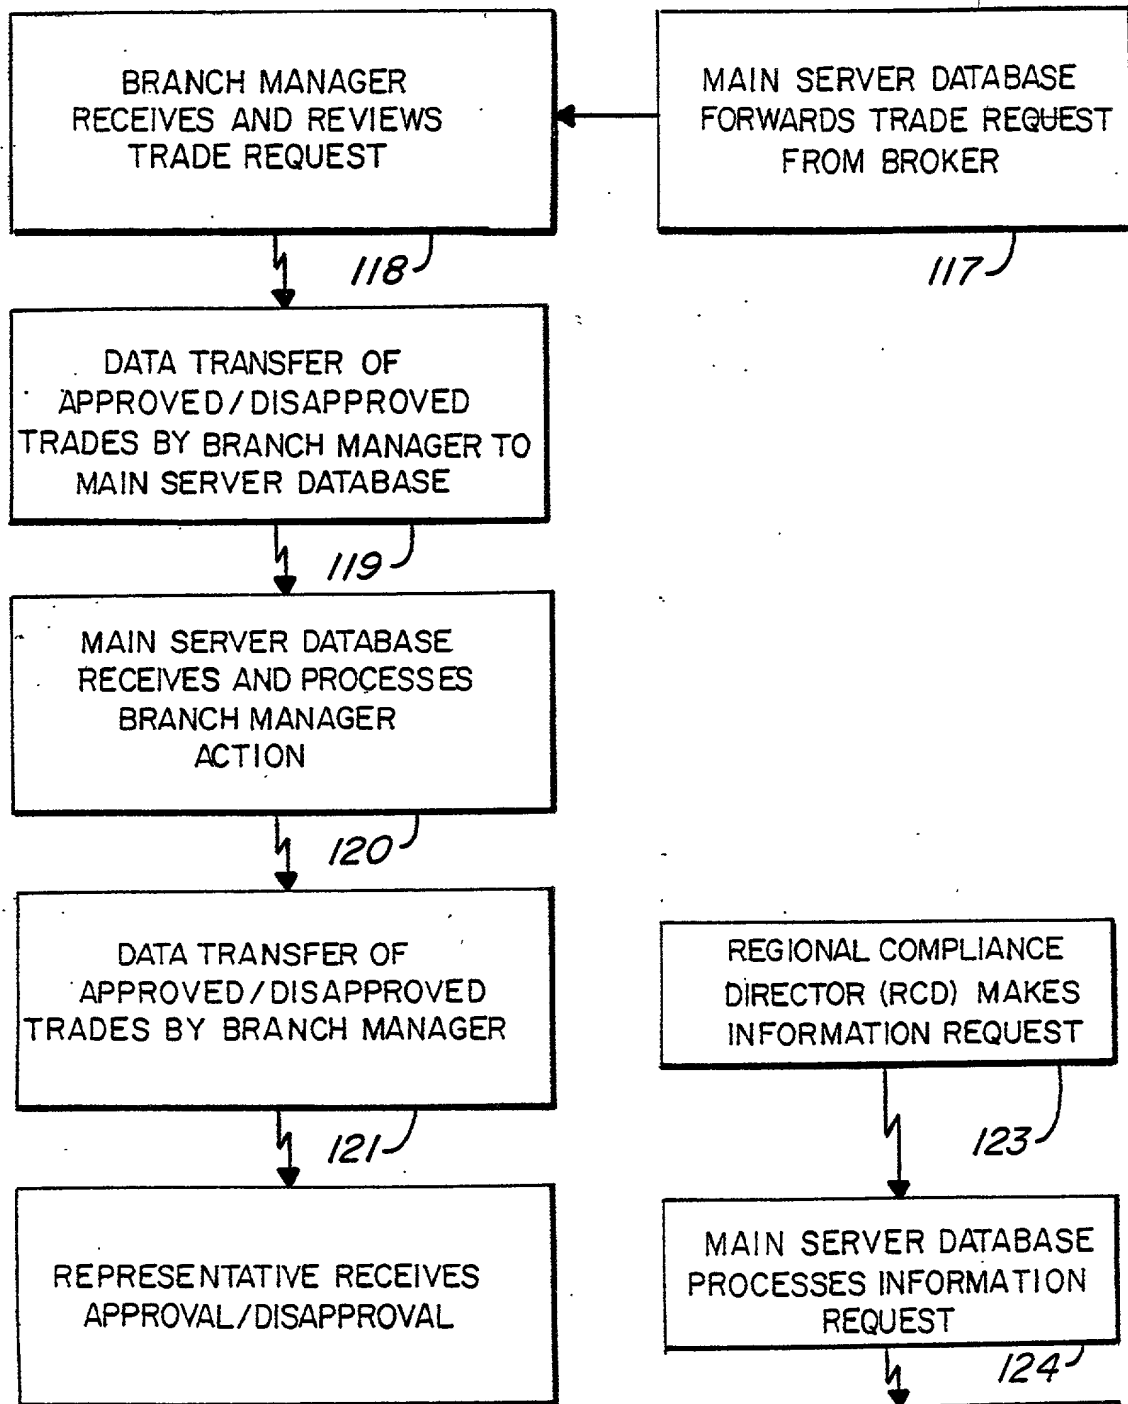 BRANCH MANAGER
RECEIVES AND REVIEWS
TRADE REQUEST
118
MAIN SERVER DATABASE
FORWARDS TRADE REQUEST
FROM BROKER
117
DATA TRANSFER OF
APPROVED/DISAPPROVED
TRADES BY BRANCH MANAGER TO
MAIN SERVER DATABASE
119
MAIN SERVER DATABASE
RECEIVES AND PROCESSES
BRANCH MANAGER
ACTION
120
DATA TRANSFER OF
APPROVED/DISAPPROVED
TRADES BY BRANCH MANAGER
121
REPRESENTATIVE RECEIVES
APPROVAL/DISAPPROVAL
REGIONAL COMPLIANCE
DIRECTOR (RCD) MAKES
INFORMATION REQUEST
123
MAIN SERVER DATABASE
PROCESSES INFORMATION
REQUEST
124